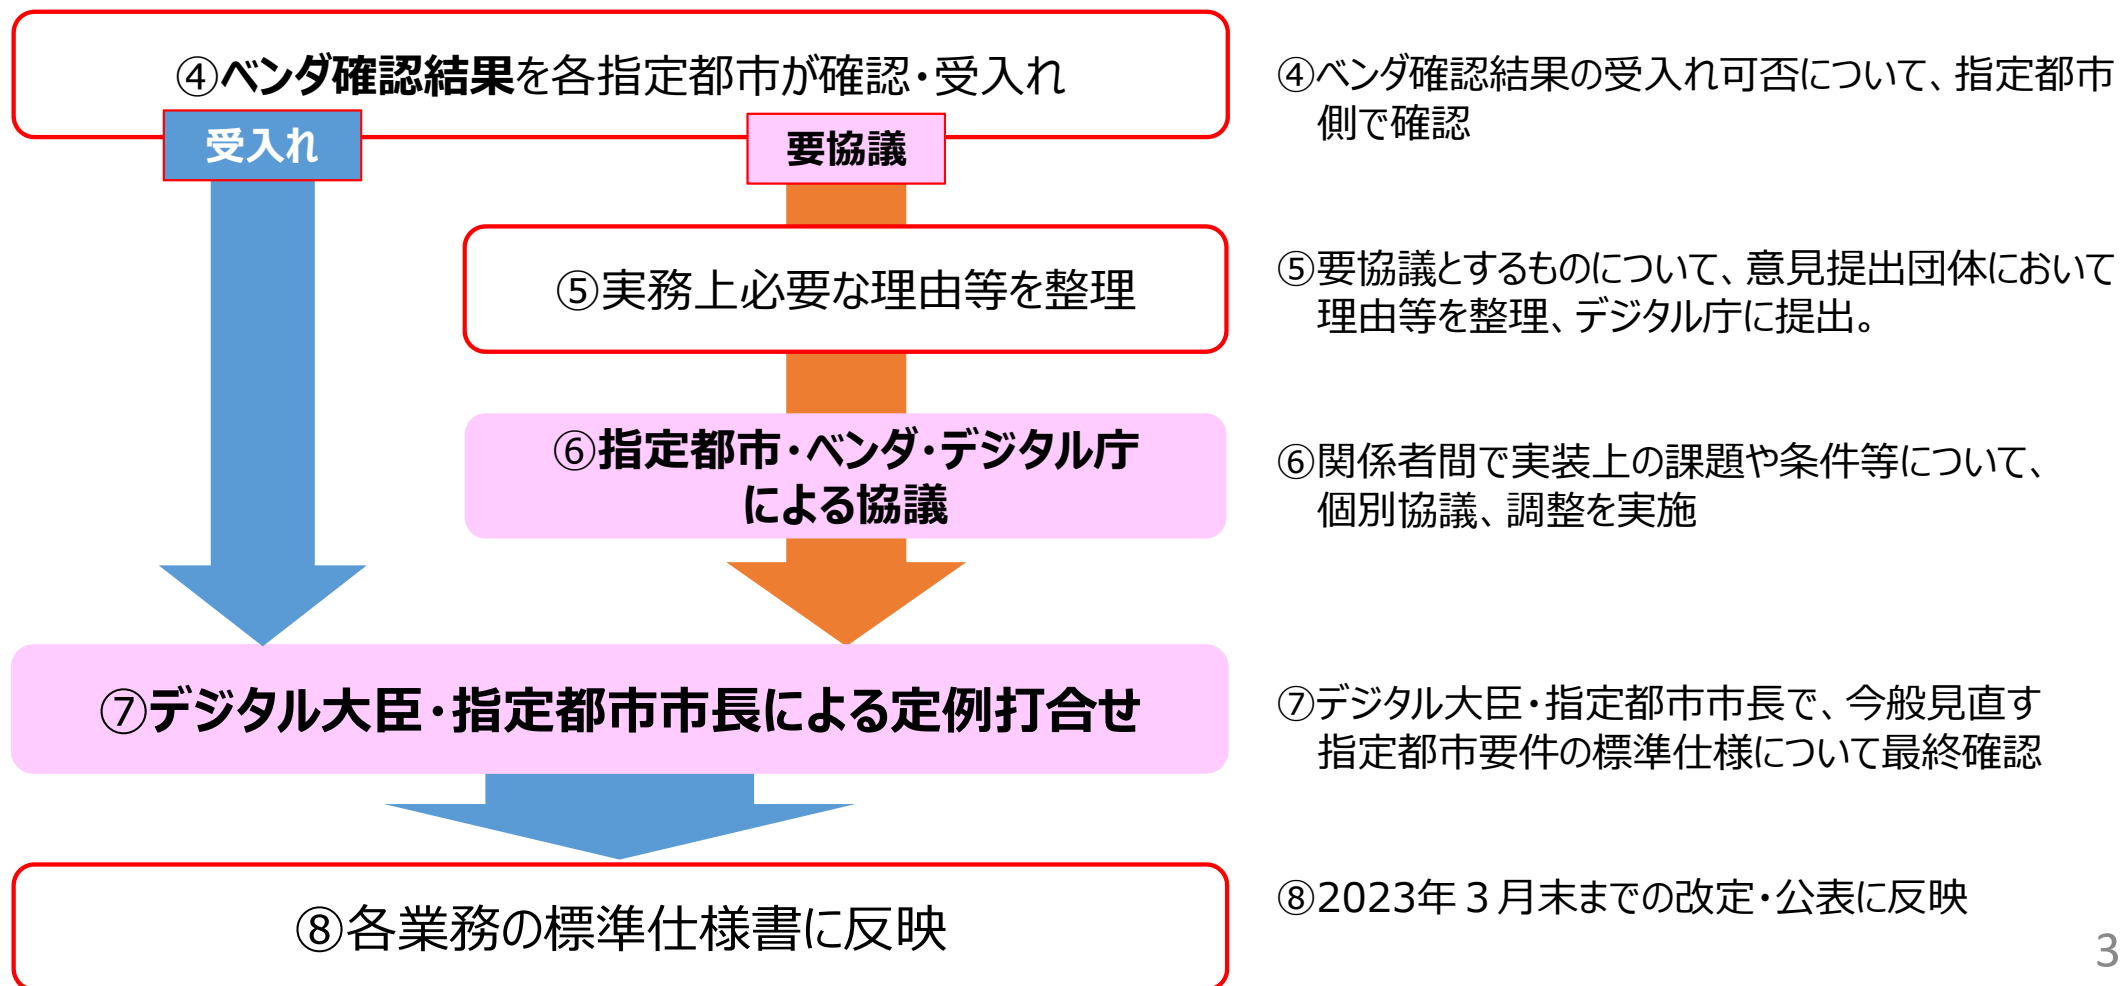 ④ベンダ確認結果を各指定都市が確認・受入れ
④ベンダ確認結果の受入れ可否について、指定都市
側で確認
受入れ
要協議
⑤実務上必要な理由等を整理
⑤要協議とするものについて、意見提出団体において
理由等を整理、デジタル庁に提出。
⑥指定都市・ベンダ・デジタル庁
による協議
⑥関係者間で実装上の課題や条件等について、
個別協議、調整を実施
⑦デジタル大臣・指定都市市長による定例打合せ
⑦デジタル大臣・指定都市市長で、今般見直す
指定都市要件の標準仕様について最終確認
⑧各業務の標準仕様書に反映
⑧2023年３月末までの改定・公表に反映
3